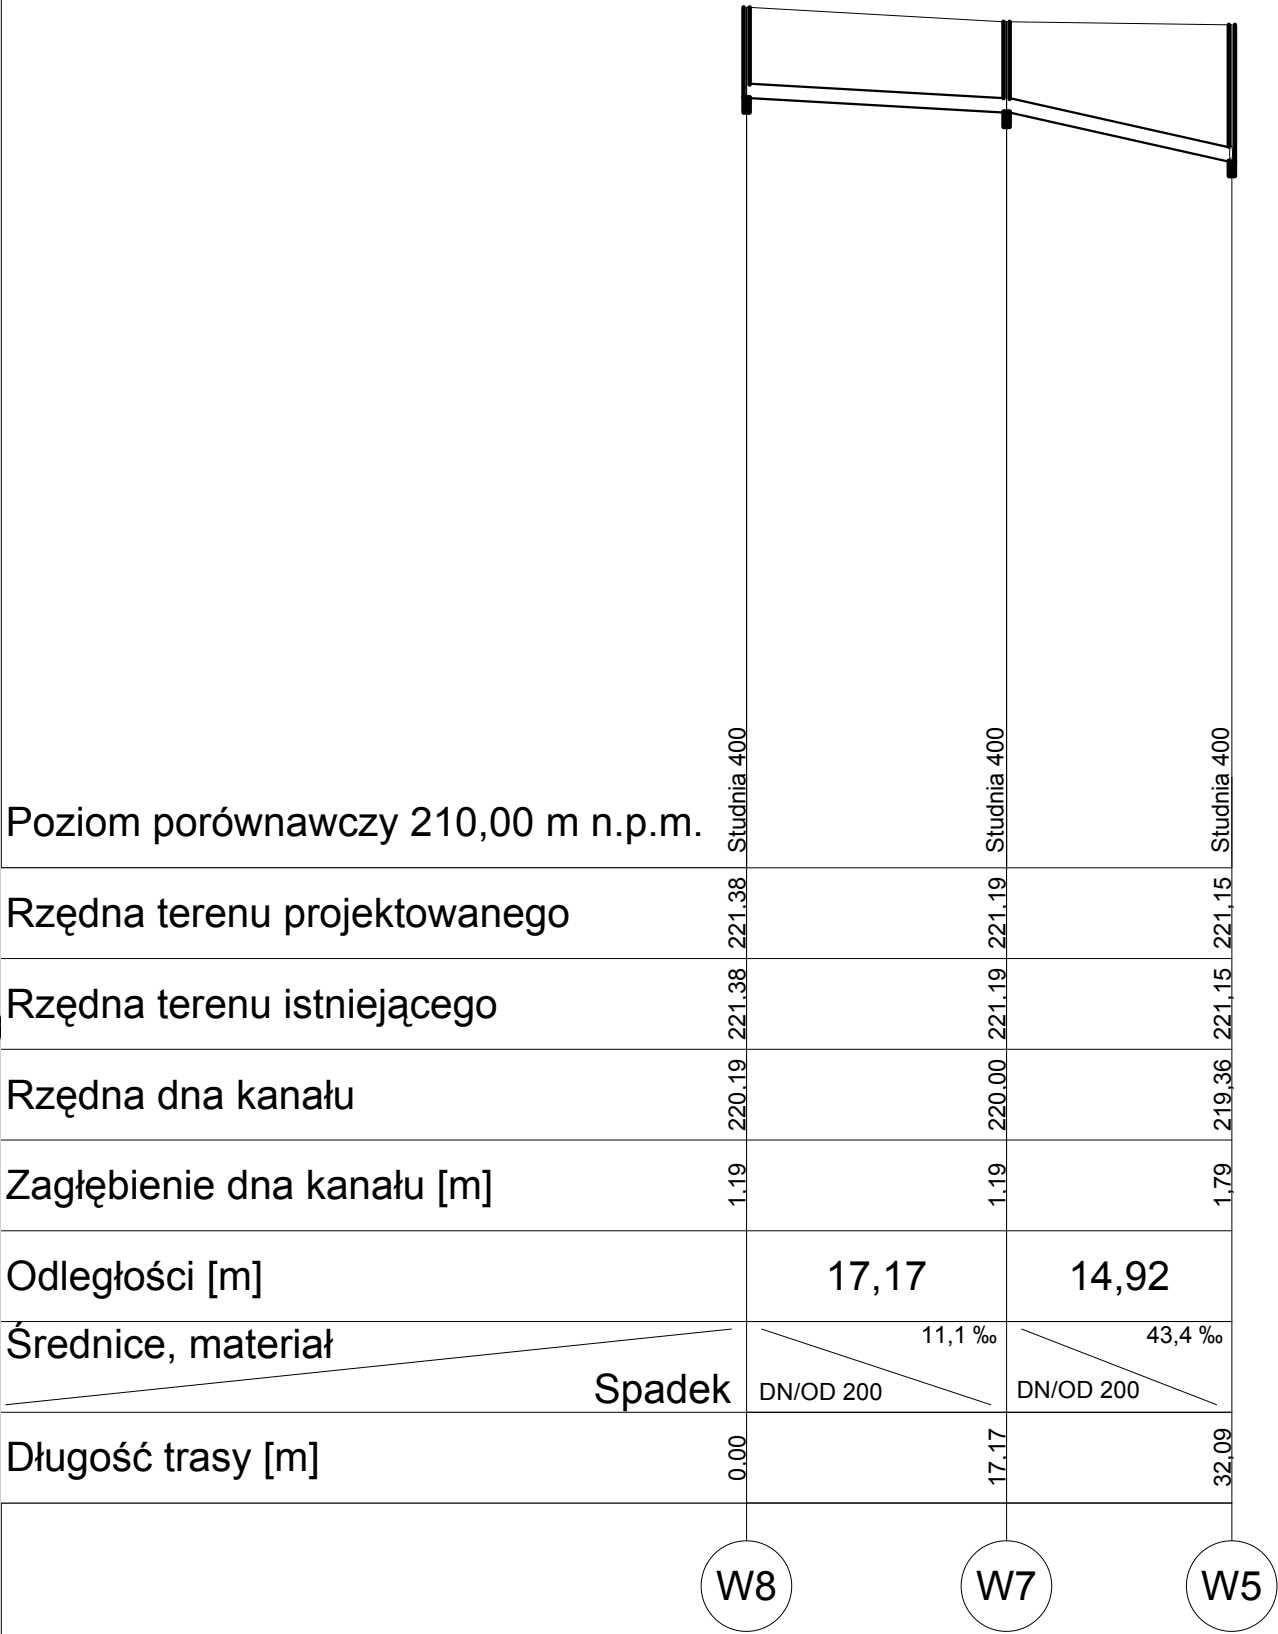 Studnia 400 Studnia 400 Studnia 400
Poziom porównawczy 210,00 m n.p.m.
Rzędna terenu projektowanego 221.38 221.19 221,15
Rzędna terenu istniejącego 221.38 221.19 221,15
Rzędna dna kanału 220.19 220.00 219,36
Zagłębienie dna kanału [m] 1.19 1.19 1,79
Odległości [m] 17,17 14,92
Średnice, materiał 11,1 ‰ 43,4 ‰
Spadek DN/OD 200 DN/OD 200
Długość trasy [m] 0.00 17.17 32,09
W8 W7 W5